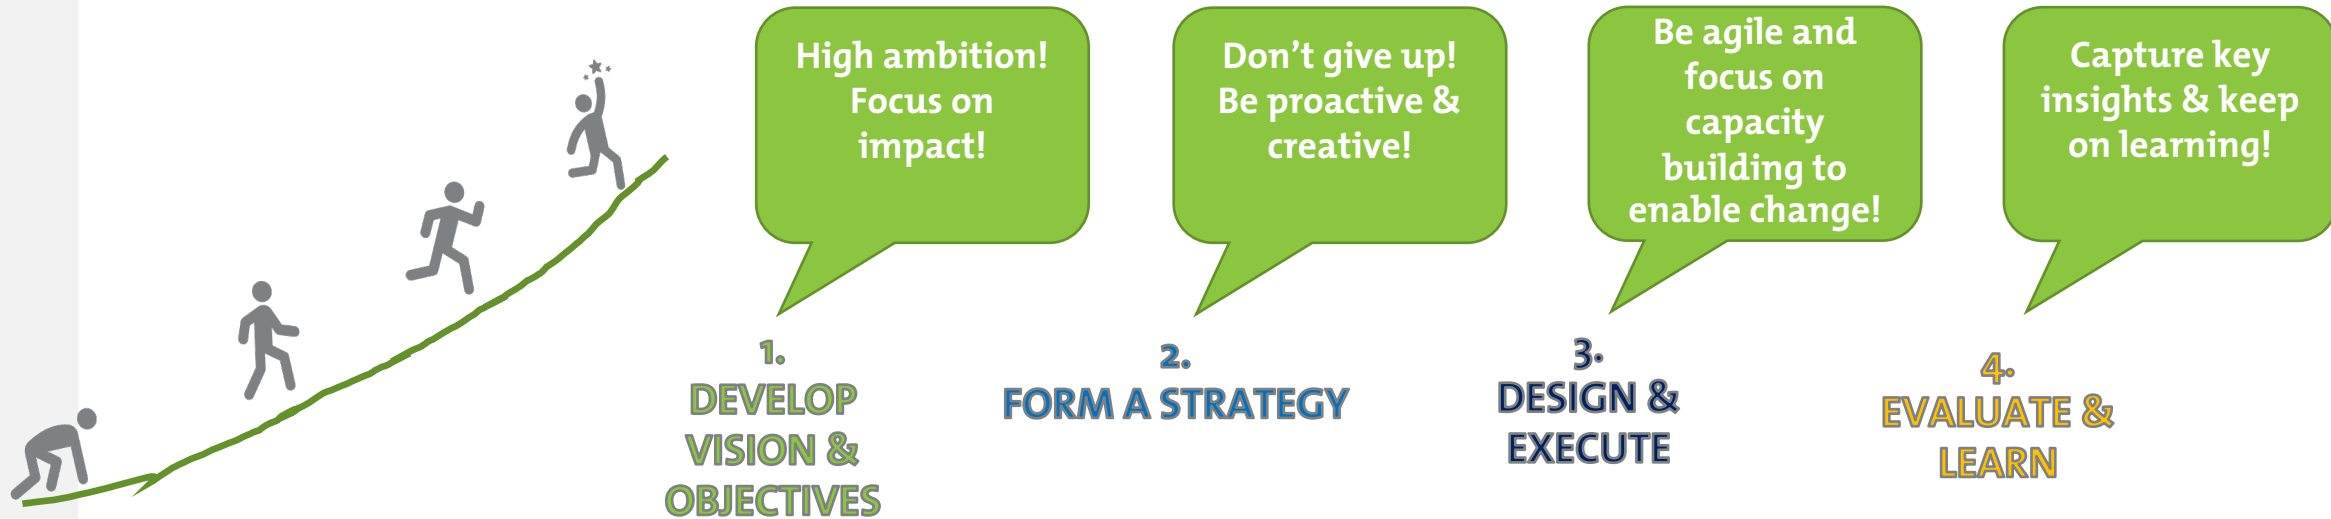 High ambition!
Focus on
impact!
Don't give up!
Be proactive &
creative!
Be agile and
focus on
capacity
building to
enable change!
Capture key
insights & keep
on learning!
1.
DEVELOP
VISION &
OBJECTIVES
2.
FORM A STRATEGY
3.
DESIGN &
EXECUTE
4.
EVALUATE &
LEARN